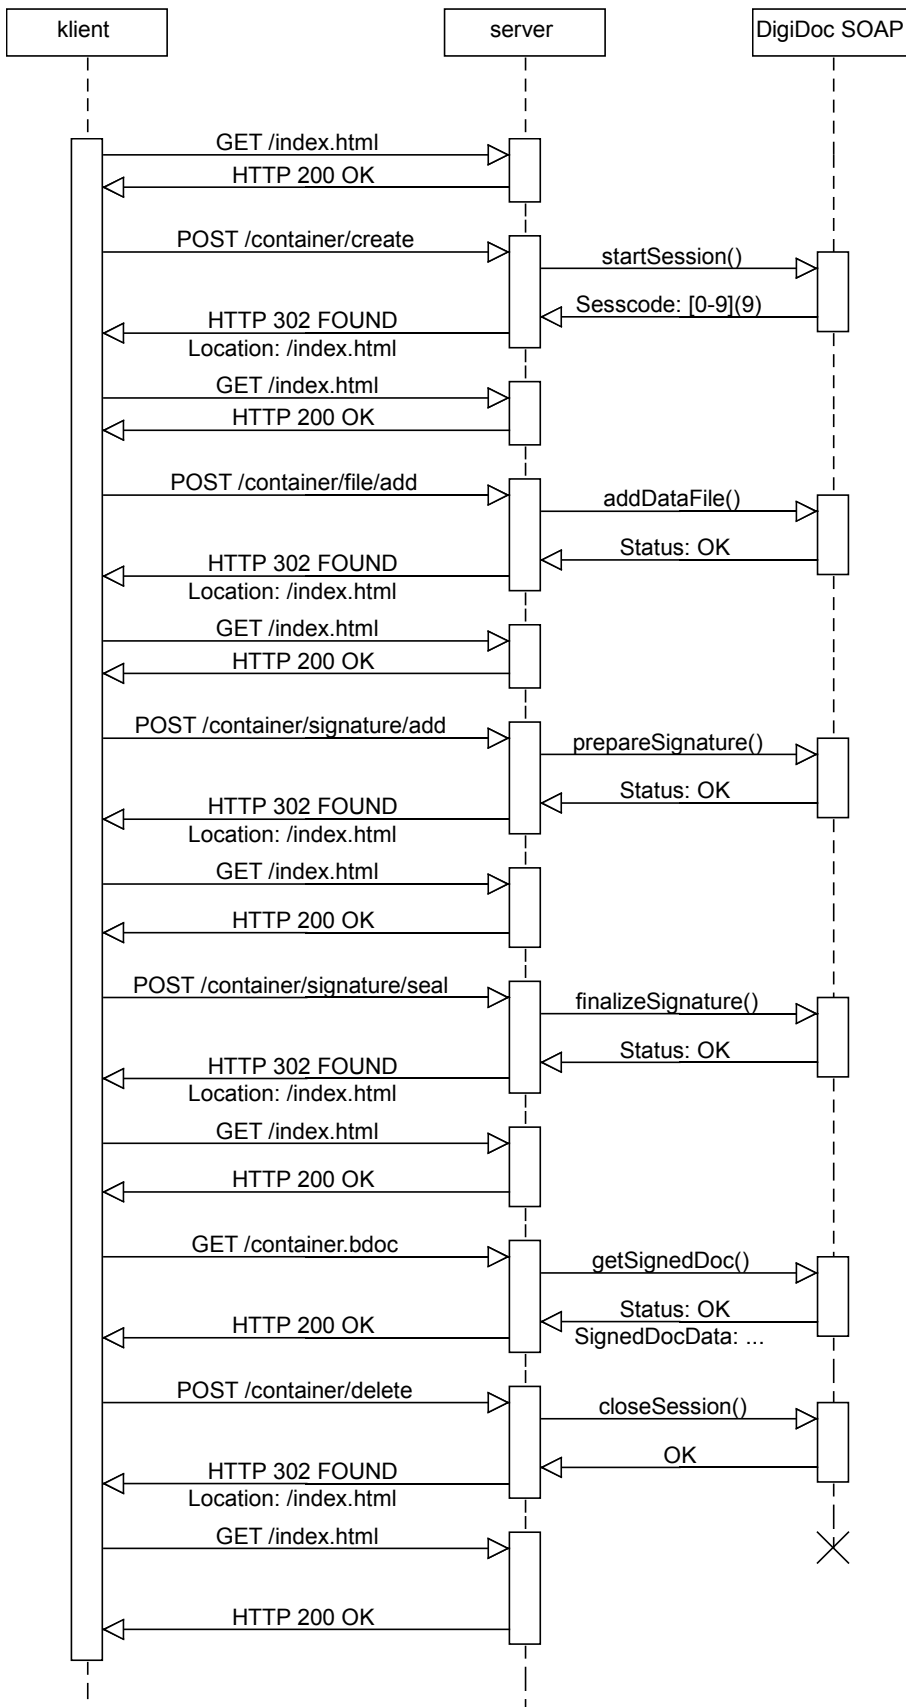 klient
server
DigiDoc SOAP
GET /index.html
HTTP 200 OK
POST /container/create
startSession()
Sesscode: [0-9](9)
HTTP 302 FOUND
Location: /index.html
GET /index.html
HTTP 200 OK
POST /container/file/add
addDataFile()
Status: OK
HTTP 302 FOUND
Location: /index.html
GET /index.html
HTTP 200 OK
POST /container/signature/add
prepareSignature()
Status: OK
HTTP 302 FOUND
Location: /index.html
GET /index.html
HTTP 200 OK
POST /container/signature/seal
finalizeSignature()
Status: OK
HTTP 302 FOUND
Location: /index.html
GET /index.html
HTTP 200 OK
GET /container.bdoc
getSignedDoc()
Status: OK
SignedDocData: ...
HTTP 200 OK
POST /container/delete
closeSession()
OK
HTTP 302 FOUND
Location: /index.html
GET /index.html
HTTP 200 OK